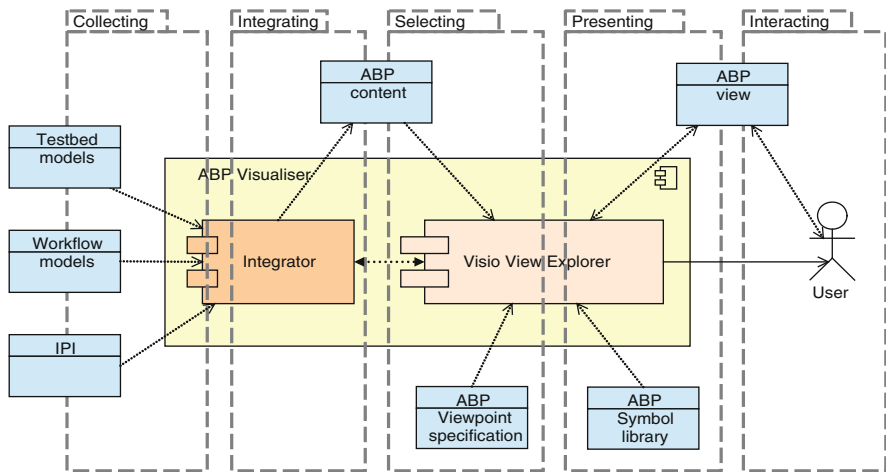 Collecting
Integrating
Selecting
Presenting
Interacting
ABP
content
ABP
view
Testbed
models
ABP Visualiser
Workflow
models
Integrator
Visio View Explorer
User
IPI
ABP
Viewpoint
specification
ABP
Symbol
library